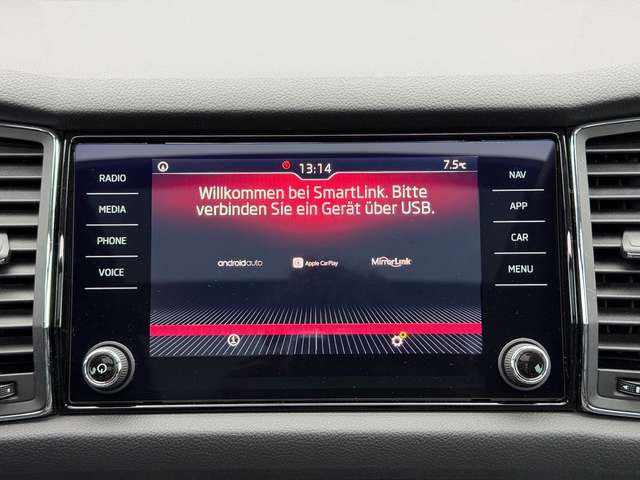 13:14
7.5°C
RADIO
MEDIA
PHONE
VOICE
Willkommen bei SmartLink. Bitte
verbinden Sie ein Gerät über USB.
androidauto
Apple CarPlay
MirrorLink
NAV
APP
CAR
MENU